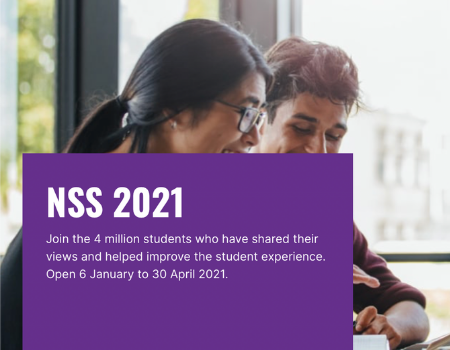 NSS 2021
Join the 4 million students who have shared their
views and helped improve the student experience.
Open 6 January to 30 April 2021.